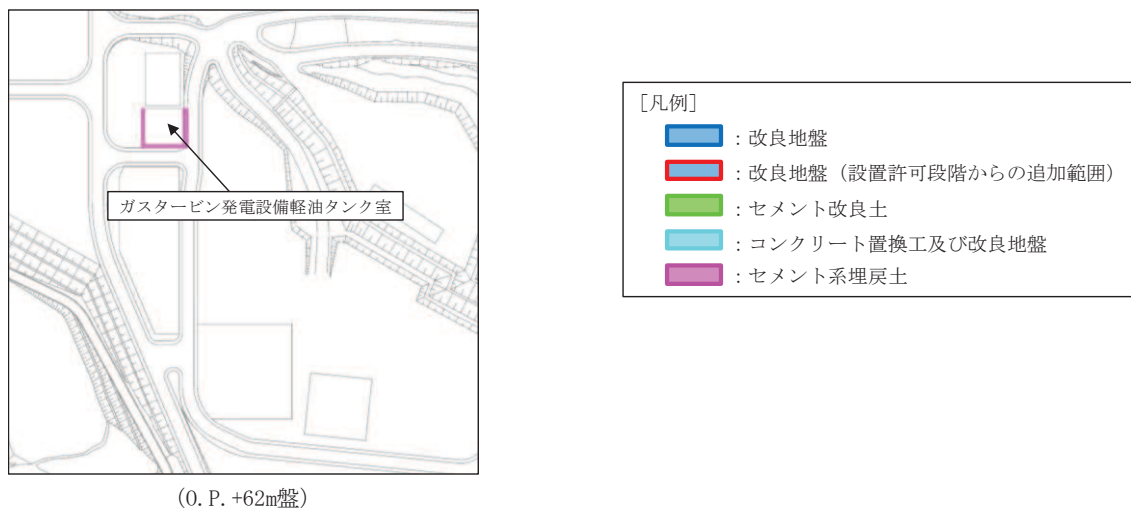 ガスタービン発電設備軽油タンク室
(O.P.+62m盤)
[凡例]
:改良地盤
:改良地盤（設置許可段階からの追加範囲）
:セメント改良土
:コンクリート置換工及び改良地盤
:セメント系埋戻土